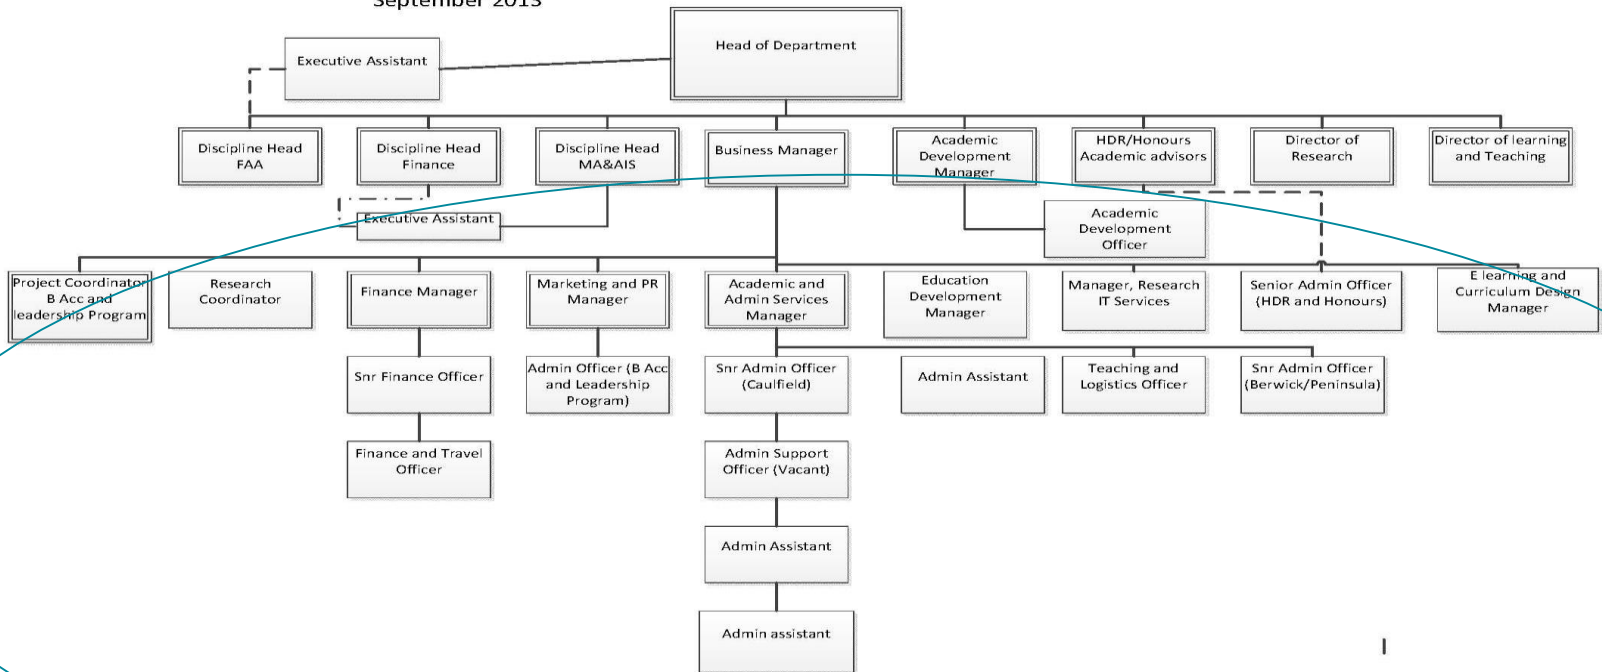 September 2013
Head of Department
Executive Assistant
Discipline Head
FAA
Discipline Head
Finance
Discipline Head
MA&AIS
Business Manager
Academic
Development
Manager
HDR/Honours
Academic advisors
Director of
Research
Director of learning
and Teaching
Executive Assistant
Academic
Development
Officer
Project Coordinator
B Acc and
leadership Program
Research
Coordinator
Finance Manager
Marketing and PR
Manager
Academic and
Admin Services
Manager
Education
Development
Manager
Manager, Research
IT Services
Senior Admin Officer
(HDR and Honours)
E learning and
Curriculum Design
Manager
Snr Finance Officer
Admin Officer (B Acc
and Leadership
Program)
Snr Admin Officer
(Caulfield)
Admin Assistant
Teaching and
Logistics Officer
Snr Admin Officer
(Berwick/Peninsula)
Finance and Travel
Officer
Admin Support
Officer (Vacant)
Admin Assistant
Admin assistant